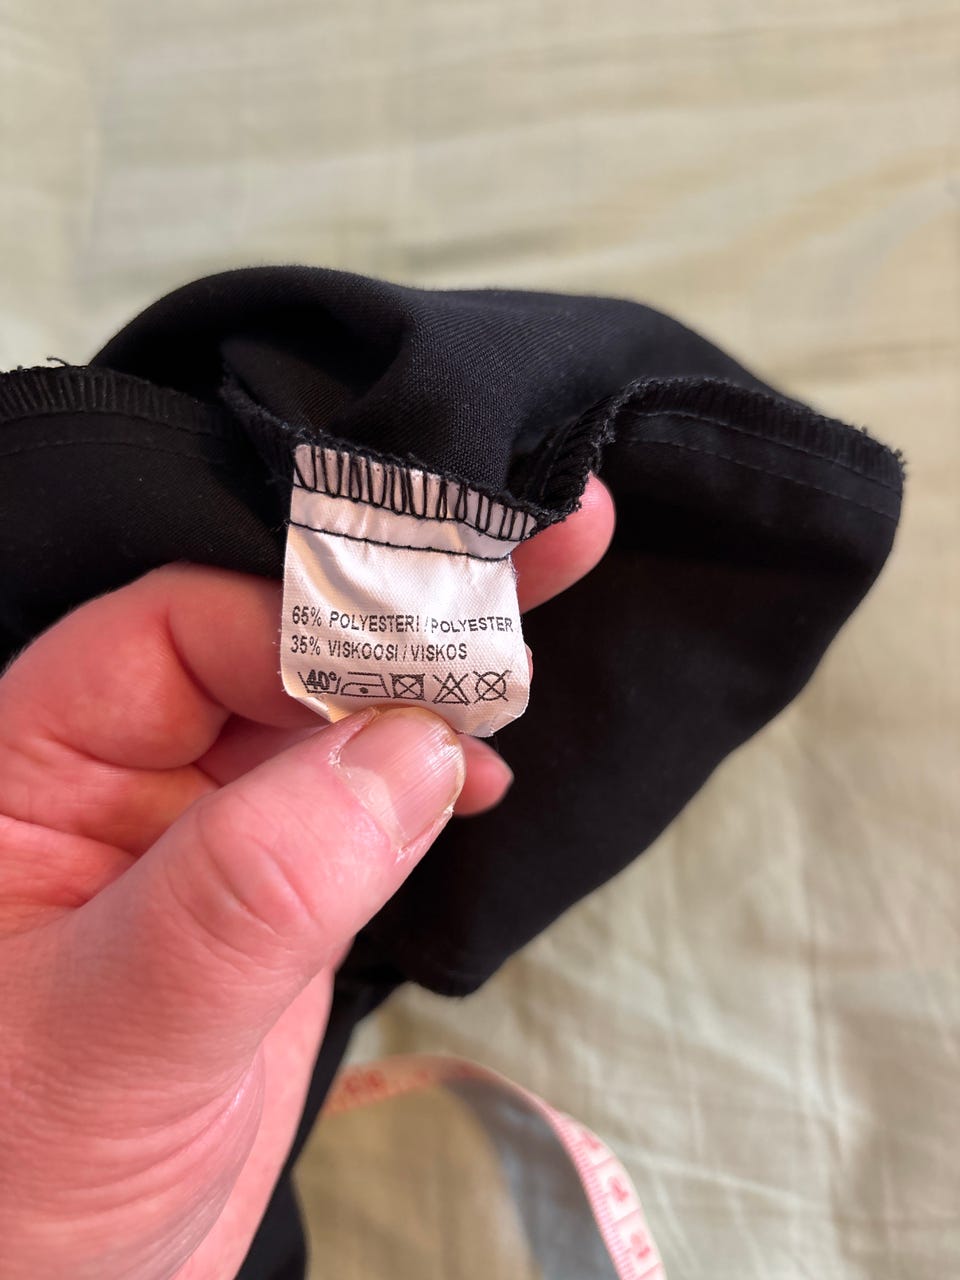 65% POLYESTERI / POLYESTER
35% VISKOOSI / VISKOS
40°